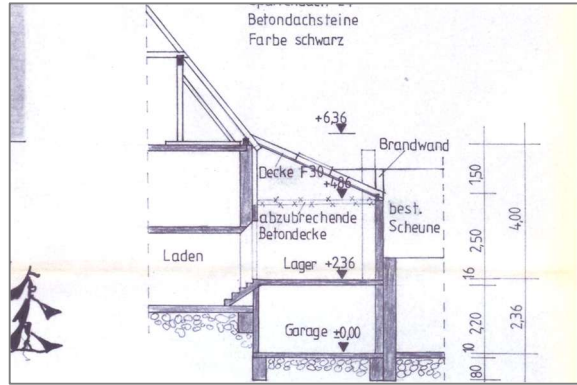 Betondachsteine
Farbe schwarz
+6,36
Brandwand
Decke F30
+4,86
abzubrechende
Betondecke
best.
Scheune
Laden
Lager +2,36
Garage ±0,00
1,50
2,50
16
2,20
10
80
4,00
2,36